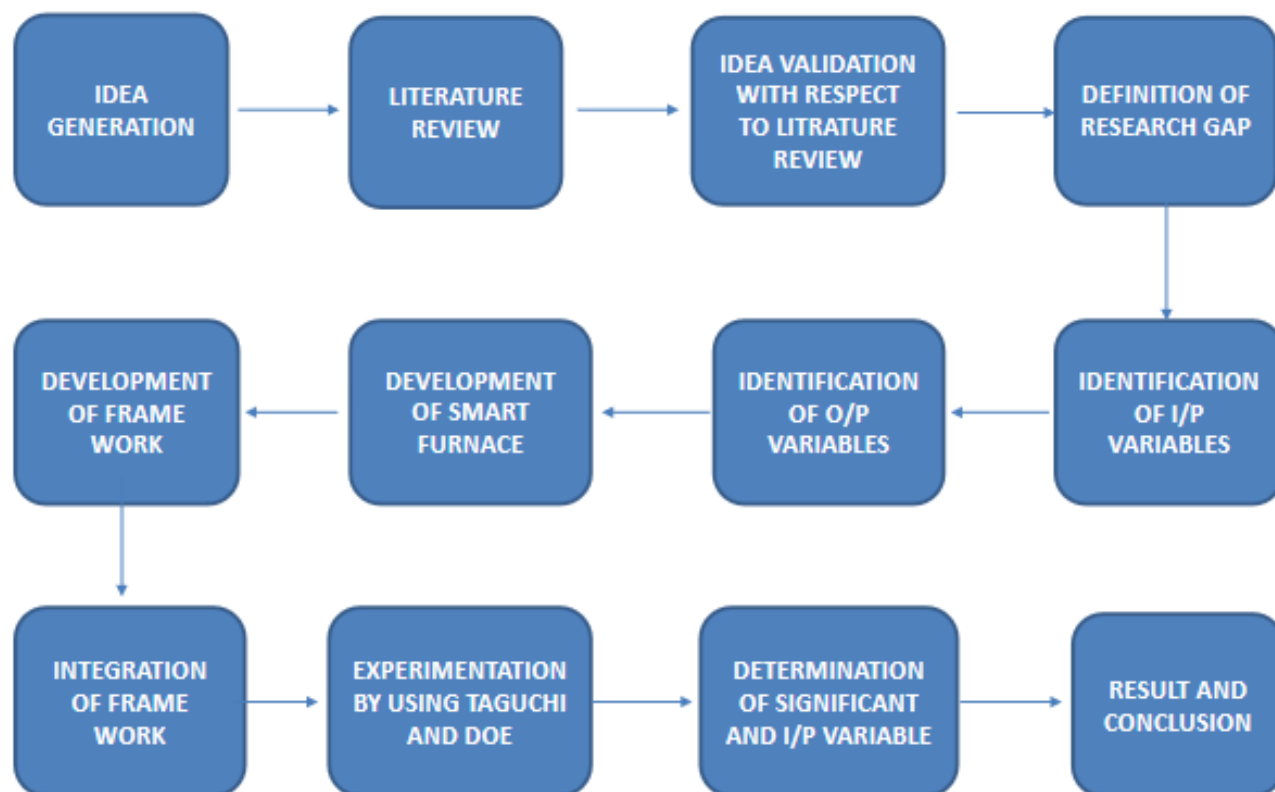 IDEA
GENERATION
LITERATURE
REVIEW
IDEA VALIDATION
WITH RESPECT
TO LITRATURE
REVIEW
DEFINITION OF
RESEARCH GAP
IDENTIFICATION
OF I/P
VARIABLES
IDENTIFICATION
OF O/P
VARIABLES
DEVELOPMENT
OF SMART
FURNACE
DEVELOPMENT
OF FRAME
WORK
INTEGRATION
OF FRAME
WORK
EXPERIMENTATION
BY USING TAGUCHI
AND DOE
DETERMINATION
OF SIGNIFICANT
AND I/P VARIABLE
RESULT AND
CONCLUSION